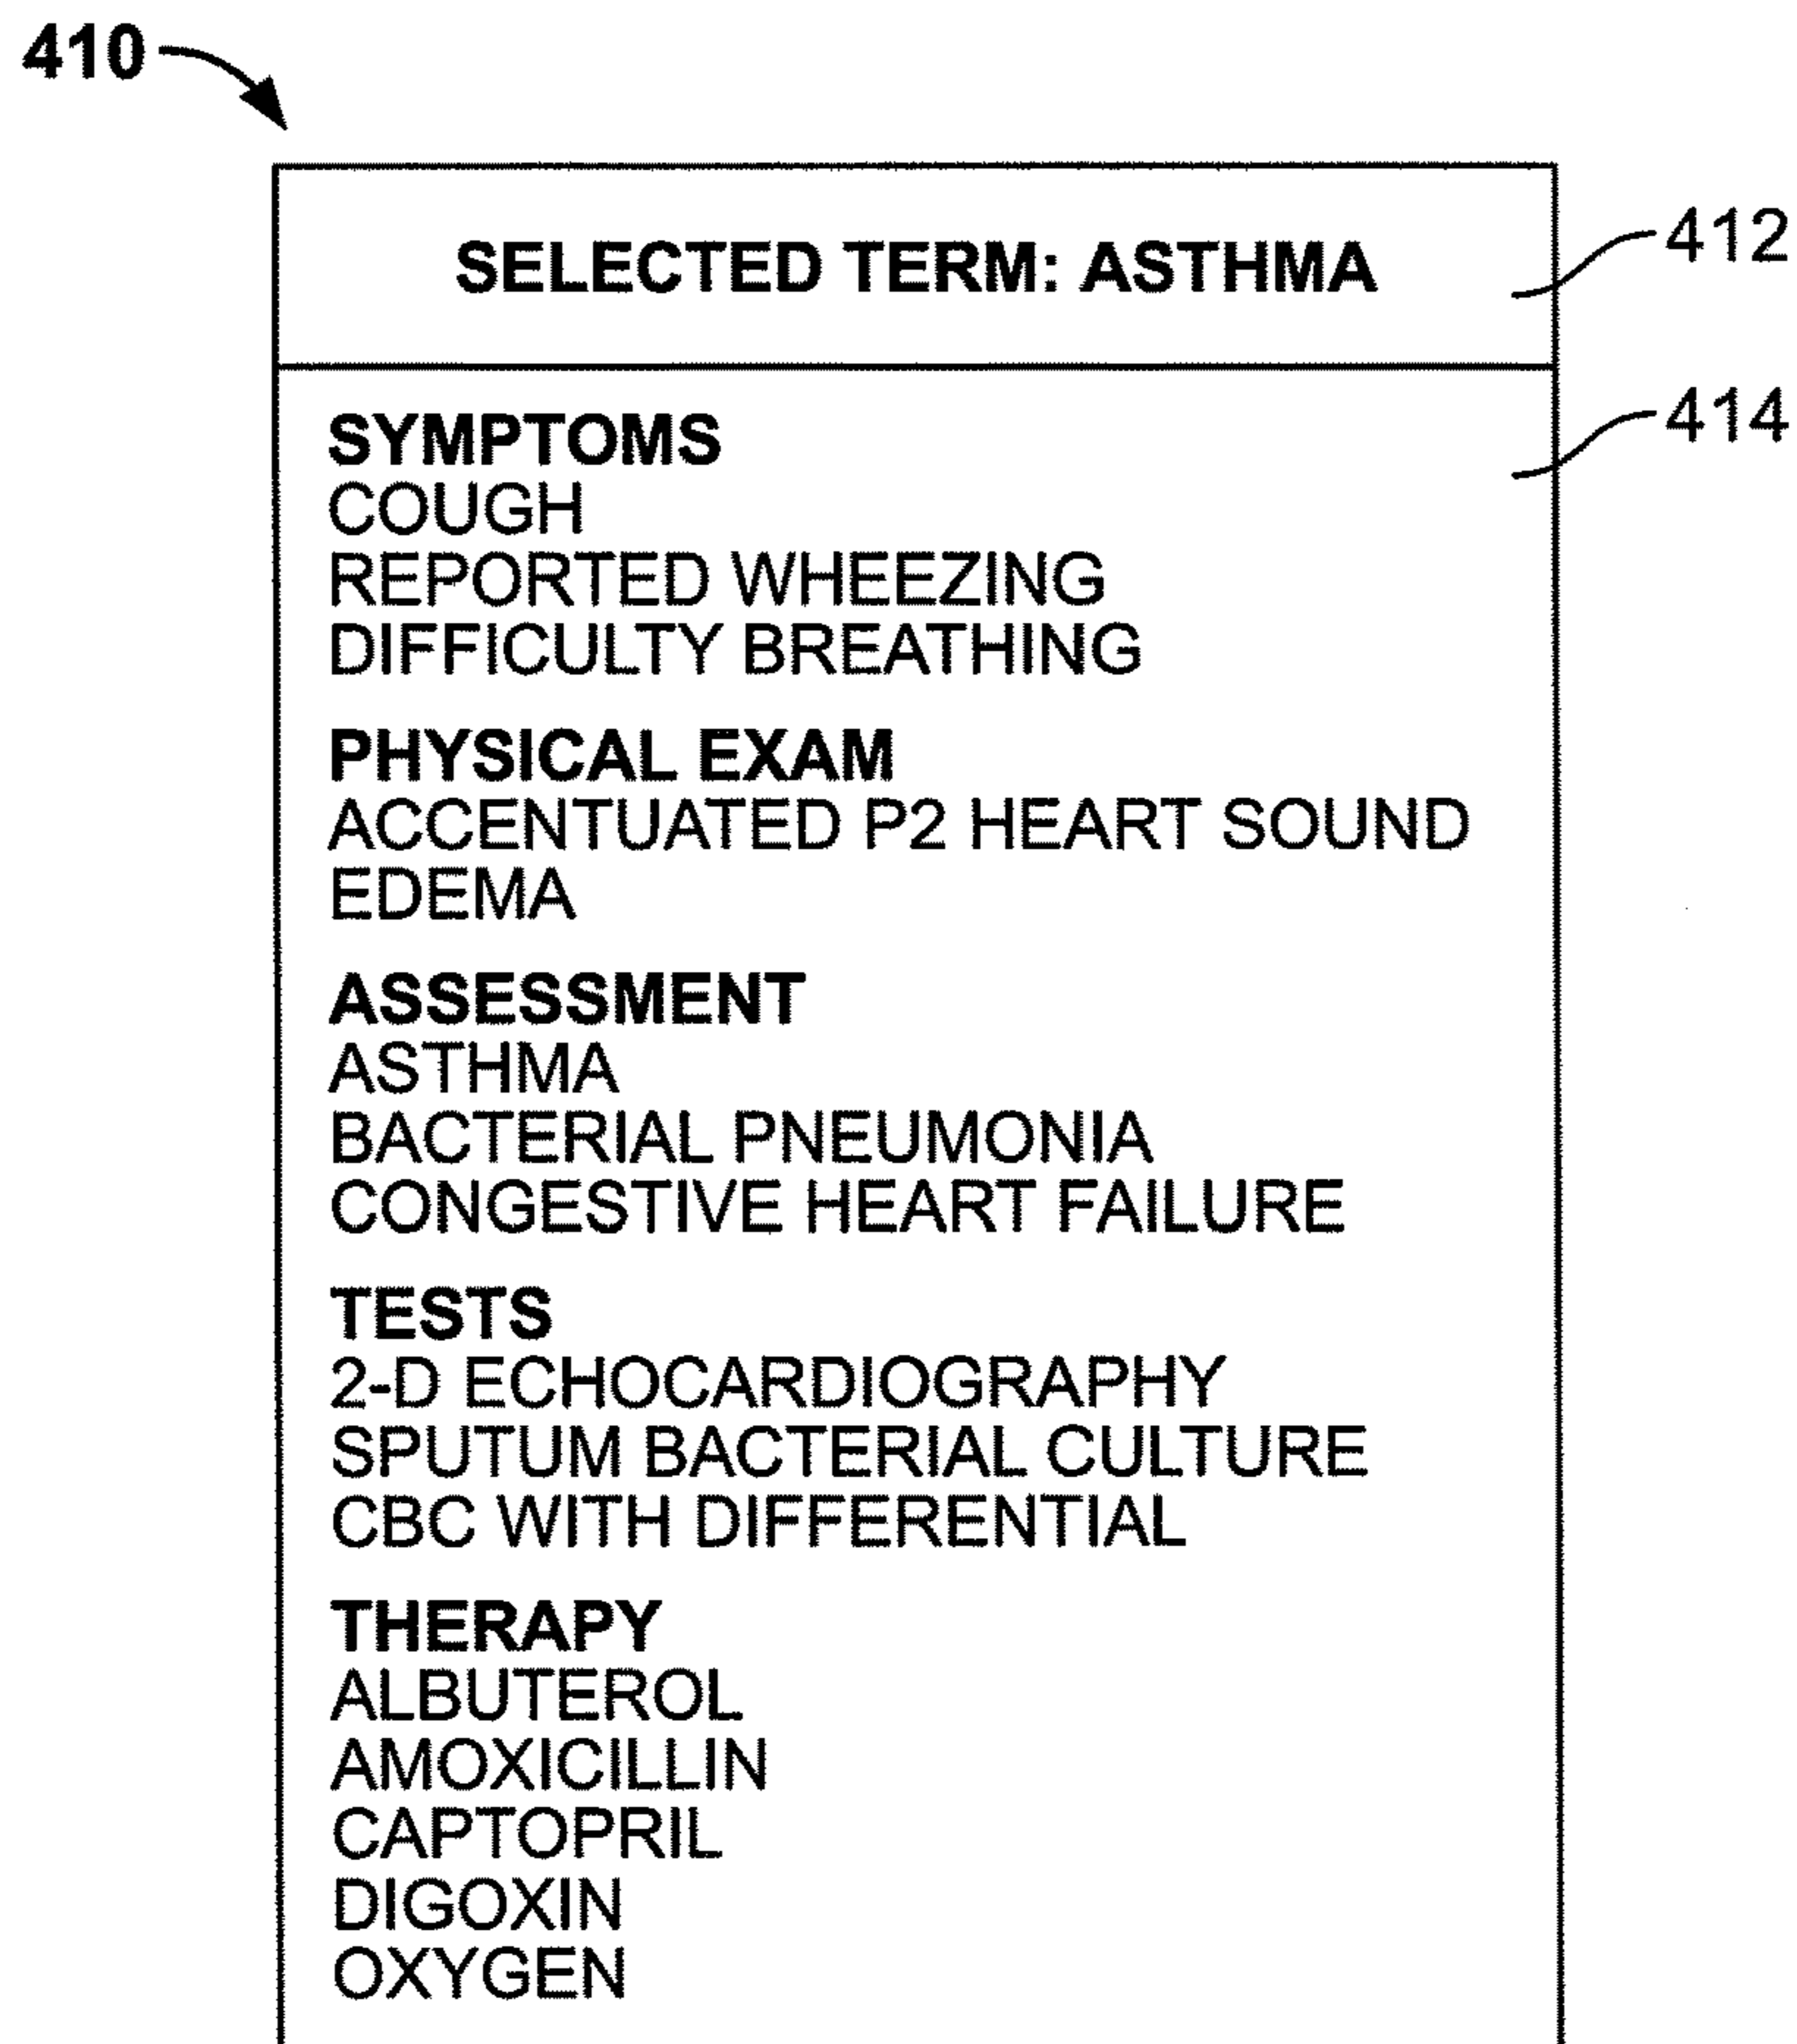 410
SELECTED TERM: ASTHMA
412
414
SYMPTOMS
COUGH
REPORTED WHEEZING
DIFFICULTY BREATHING
PHYSICAL EXAM
ACCENTUATED P2 HEART SOUND
EDEMA
ASSESSMENT
ASTHMA
BACTERIAL PNEUMONIA
CONGESTIVE HEART FAILURE
TESTS
2-D ECHOCARDIOGRAPHY
SPUTUM BACTERIAL CULTURE
CBC WITH DIFFERENTIAL
THERAPY
ALBUTEROL
AMOXICILLIN
CAPTOPRIL
DIGOXIN
OXYGEN